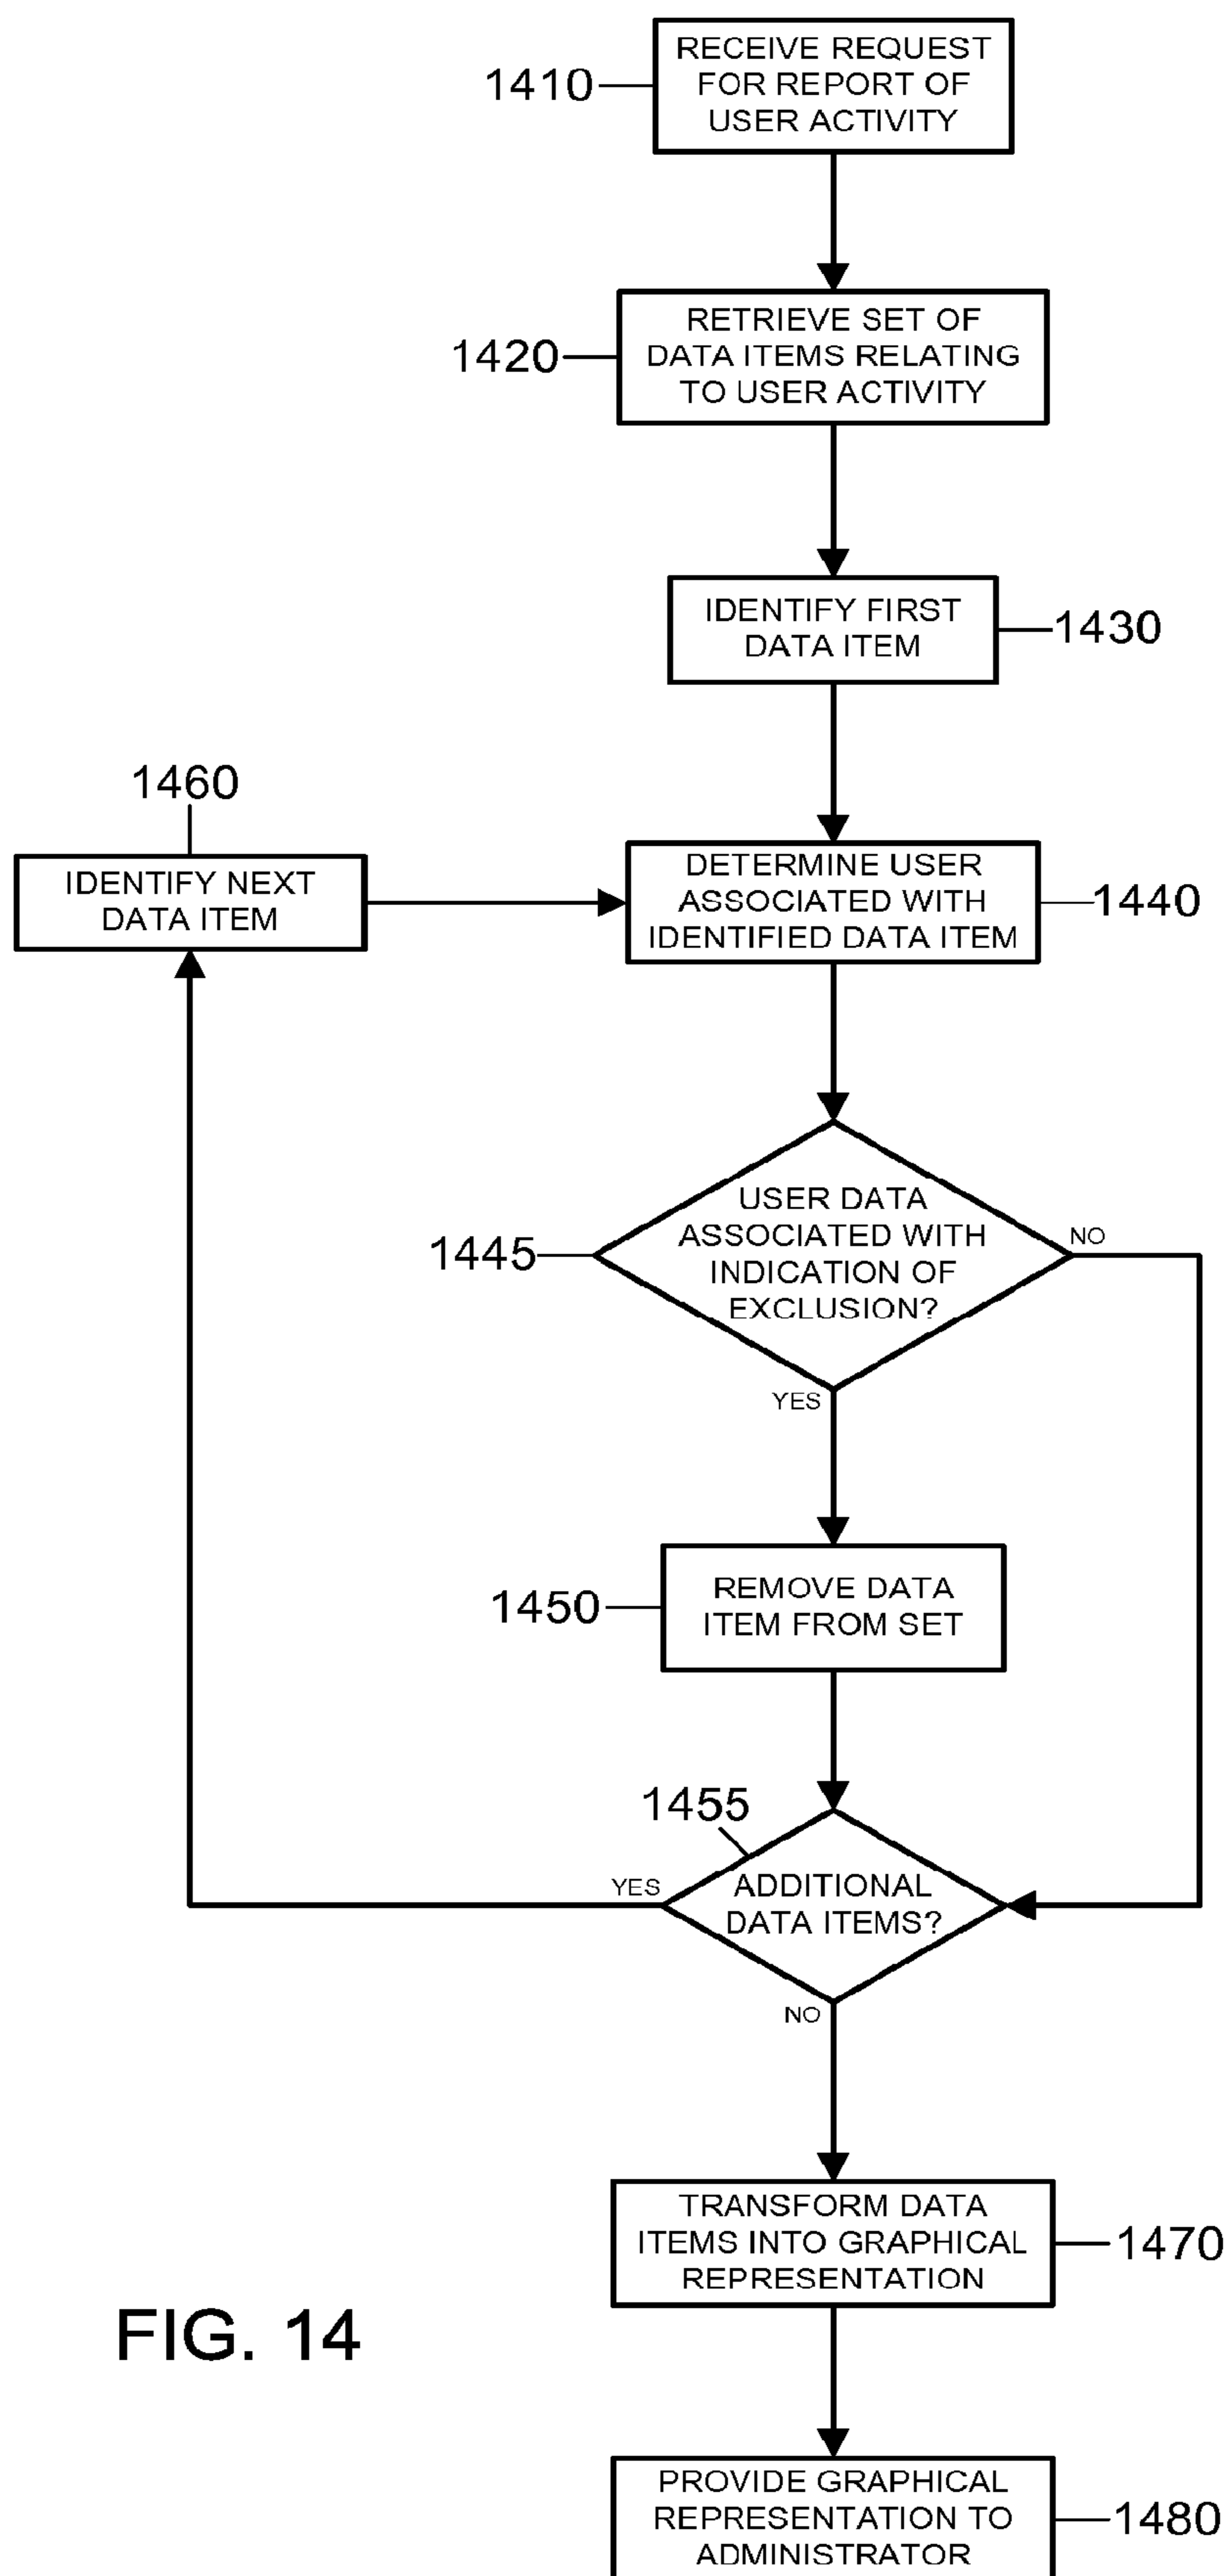 1410
RECEIVE REQUEST
FOR REPORT OF
USER ACTIVITY
1420
RETRIEVE SET OF
DATA ITEMS RELATING
TO USER ACTIVITY
IDENTIFY FIRST
DATA ITEM
1430
1460
IDENTIFY NEXT
DATA ITEM
DETERMINE USER
ASSOCIATED WITH
IDENTIFIED DATA ITEM
1440
1445
USER DATA
ASSOCIATED WITH
INDICATION OF
EXCLUSION?
NO
YES
1450
REMOVE DATA
ITEM FROM SET
1455
YES
ADDITIONAL
DATA ITEMS?
NO
TRANSFORM DATA
ITEMS INTO GRAPHICAL
REPRESENTATION
1470
FIG. 14
PROVIDE GRAPHICAL
REPRESENTATION TO
ADMINISTRATOR
1480